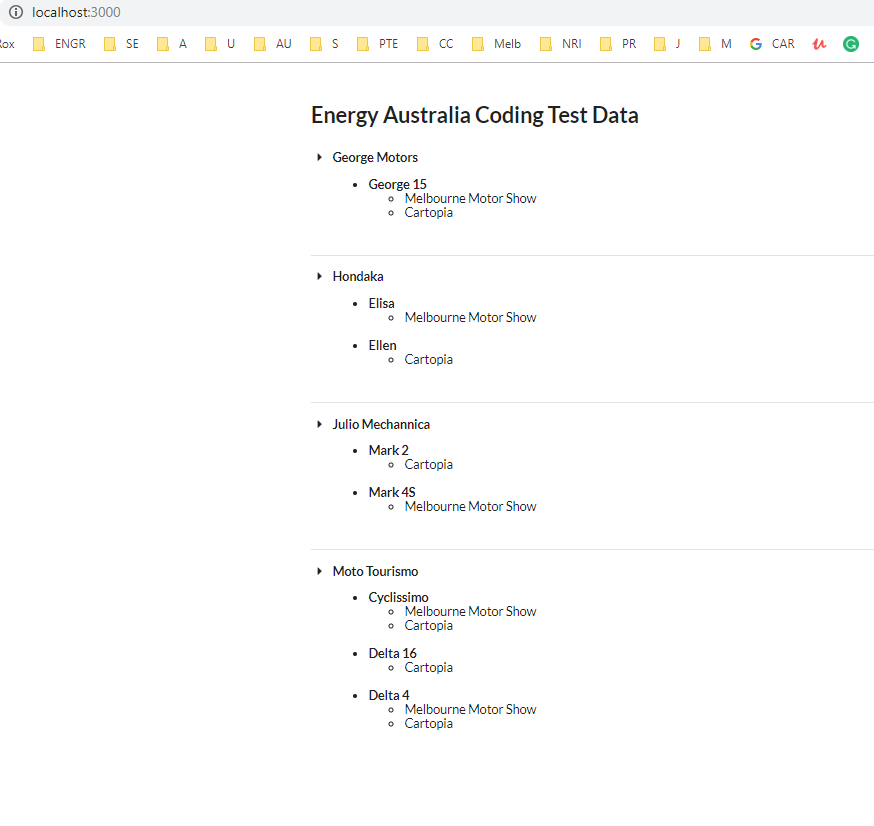 localhost:3000
ENGR SE A U AU S PTE CC Melb NRI PR J M CAR
Energy Australia Coding Test Data
George Motors
George 15
Melbourne Motor Show
Cartopia
Hondaka
Elisa
Melbourne Motor Show
Ellen
Cartopia
Julio Mechannica
Mark 2
Cartopia
Mark 4S
Melbourne Motor Show
Moto Tourismo
Cyclissimo
Melbourne Motor Show
Cartopia
Delta 16
Cartopia
Delta 4
Melbourne Motor Show
Cartopia